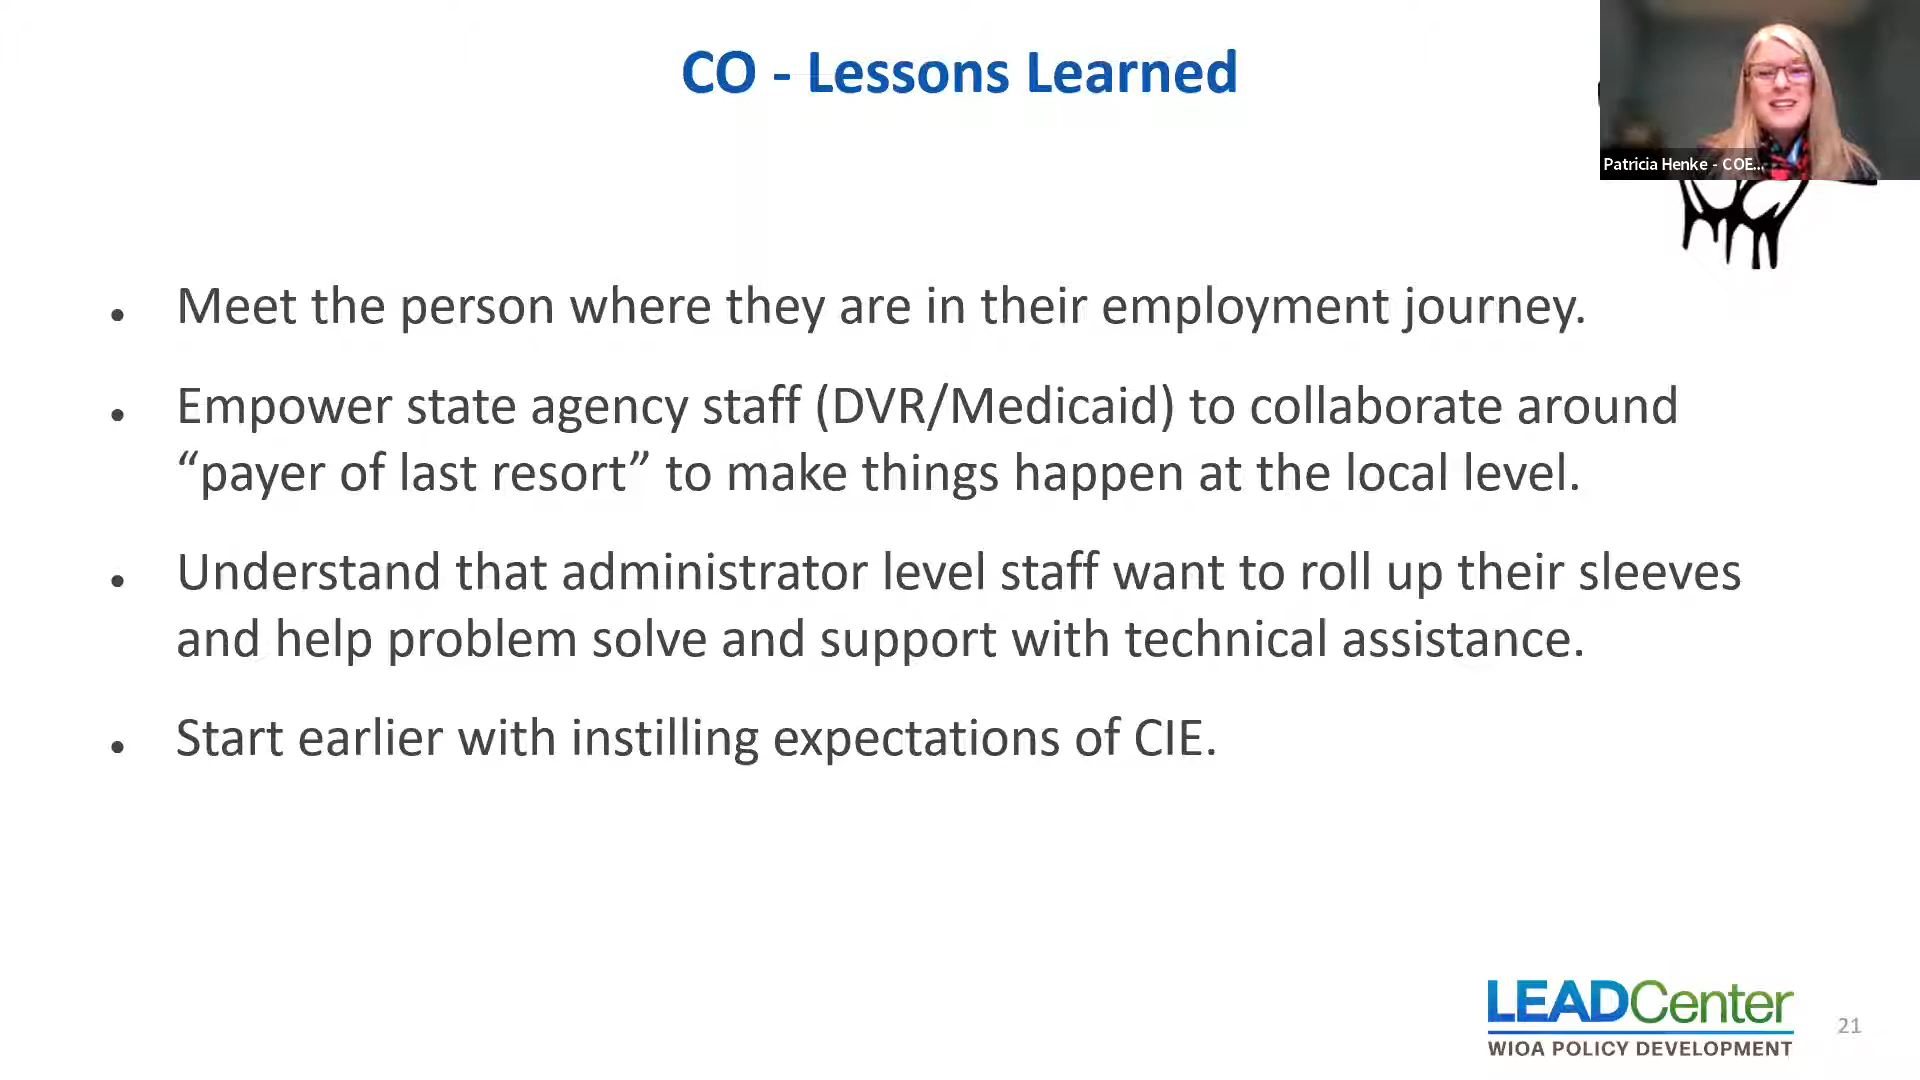 CO - Lessons Learned
Patricia Henke - COE...
• Meet the person where they are in their employment journey.
• Empower state agency staff (DVR/Medicaid) to collaborate around
“payer of last resort” to make things happen at the local level.
• Understand that administrator level staff want to roll up their sleeves
and help problem solve and support with technical assistance.
• Start earlier with instilling expectations of CIE.
LEADCenter
WIOA POLICY DEVELOPMENT
21